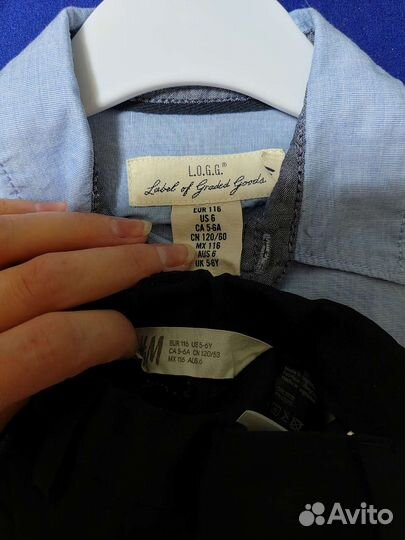 L.O.G.G.®
Label of Graded Goods
EUR 116
US 6
CA 5-6A
CN 120/60
MX 116
AUS 6
UK 5-6Y
EUR 116 US 5-6Y
CA 5-6A CN 120/53
MX 116 AUS 6
Avito